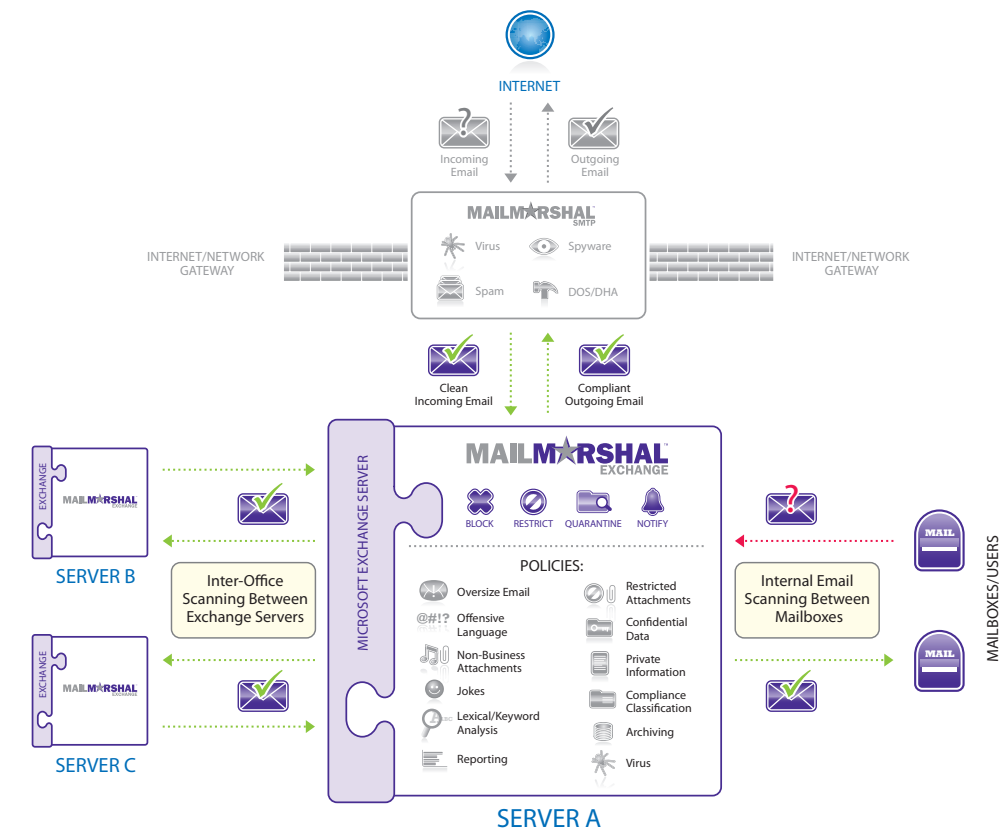 INTERNET
Incoming
Email
Outgoing
Email
MAILMARSHAL™
SMTP
Virus
Spyware
Spam
DOS/DHA
INTERNET/NETWORK
GATEWAY
INTERNET/NETWORK
GATEWAY
Clean
Incoming Email
Compliant
Outgoing Email
EXCHANGE
MAILMARSHAL
EXCHANGE
SERVER B
Inter-Office
Scanning Between
Exchange Servers
EXCHANGE
MAILMARSHAL
EXCHANGE
SERVER C
MICROSOFT EXCHANGE SERVER
MAILMARSHAL™
EXCHANGE
BLOCK
RESTRICT
QUARANTINE
NOTIFY
POLICIES:
Oversize Email
@#!? Offensive
Language
Non-Business
Attachments
Jokes
ABC Lexical/Keyword
Analysis
Reporting
Restricted
Attachments
Confidential
Data
Private
Information
Compliance
Classification
Archiving
Virus
SERVER A
MAIL
Internal Email
Scanning Between
Mailboxes
MAIL
MAILBOXES/USERS